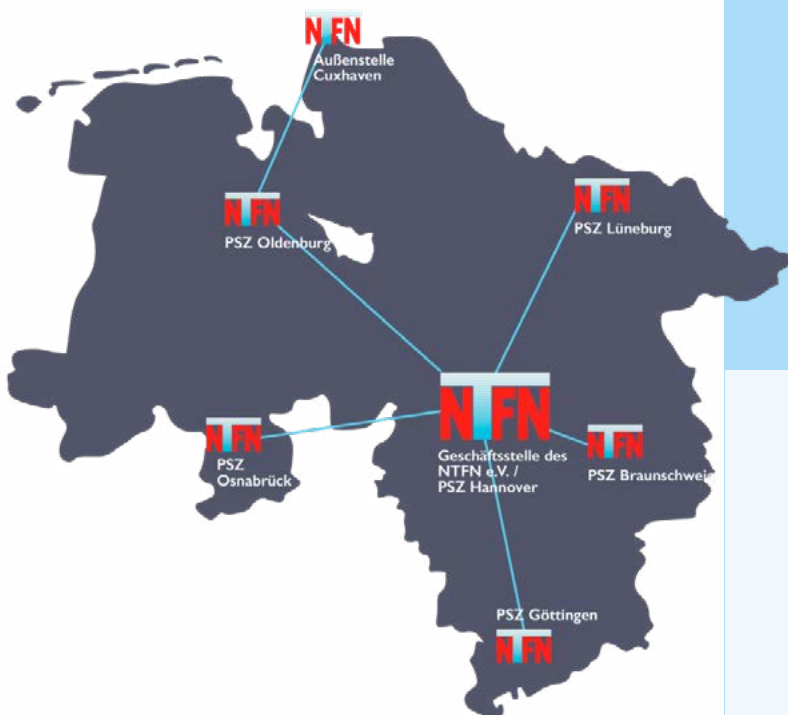 NTFN
Außenstelle
Cuxhaven
NTFN
PSZ Oldenburg
NTFN
PSZ Lüneburg
NTFN
Geschäftsstelle des
NTFN e.V. /
PSZ Hannover
NTFN
PSZ
Osnabrück
NTFN
PSZ Braunschweig
PSZ Göttingen
NTFN